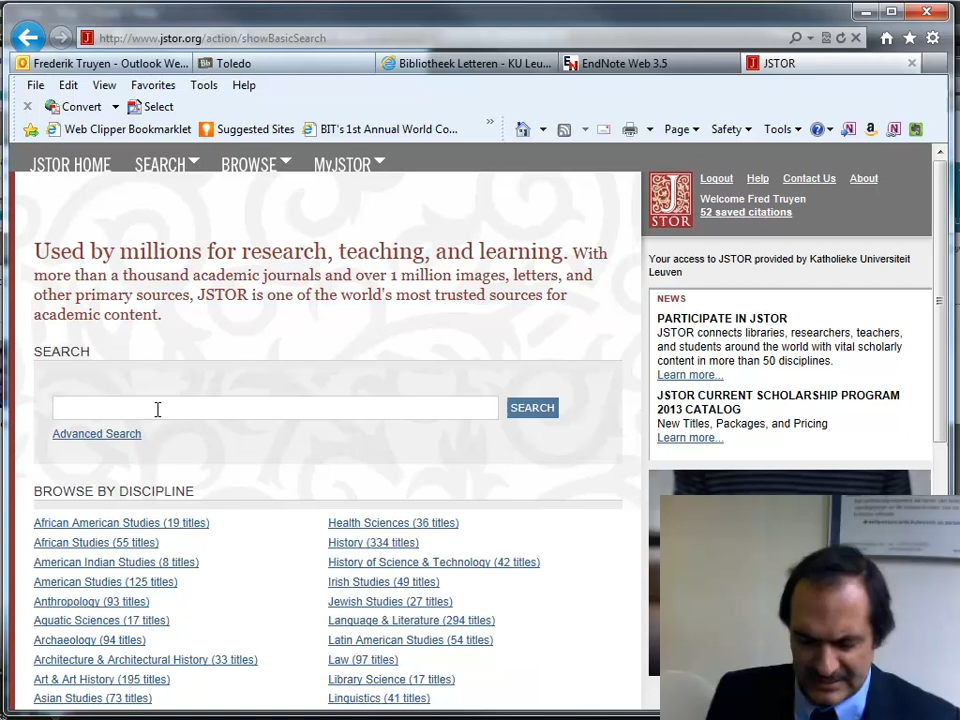 http://www.jstor.org/action/showBasicSearch
Frederik Truyen - Outlook We...
Toledo
Bibliotheek Letteren - KU Leu...
EndNote Web 3.5
JSTOR
File Edit View Favorites Tools Help
Convert Select
Web Clipper Bookmarklet Suggested Sites BIT's 1st Annual World Co...
Page Safety Tools
JSTOR HOME SEARCH BROWSE MyJSTOR
J
STOR
Logout Help Contact Us About
Welcome Fred Truyen
52 saved citations
Used by millions for research, teaching, and learning. With
more than a thousand academic journals and over 1 million images, letters, and
other primary sources, JSTOR is one of the world's most trusted sources for
academic content.
Your access to JSTOR provided by Katholieke Universiteit
Leuven
NEWS
PARTICIPATE IN JSTOR
JSTOR connects libraries, researchers, teachers,
and students around the world with vital scholarly
content in more than 50 disciplines.
Learn more...
JSTOR CURRENT SCHOLARSHIP PROGRAM
2013 CATALOG
New Titles, Packages, and Pricing
Learn more...
SEARCH
SEARCH
Advanced Search
BROWSE BY DISCIPLINE
African American Studies (19 titles)
African Studies (55 titles)
American Indian Studies (8 titles)
American Studies (125 titles)
Anthropology (93 titles)
Aquatic Sciences (17 titles)
Archaeology (94 titles)
Architecture & Architectural History (33 titles)
Art & Art History (195 titles)
Asian Studies (73 titles)
Health Sciences (36 titles)
History (334 titles)
History of Science & Technology (42 titles)
Irish Studies (49 titles)
Jewish Studies (27 titles)
Language & Literature (294 titles)
Latin American Studies (54 titles)
Law (97 titles)
Library Science (17 titles)
Linguistics (41 titles)